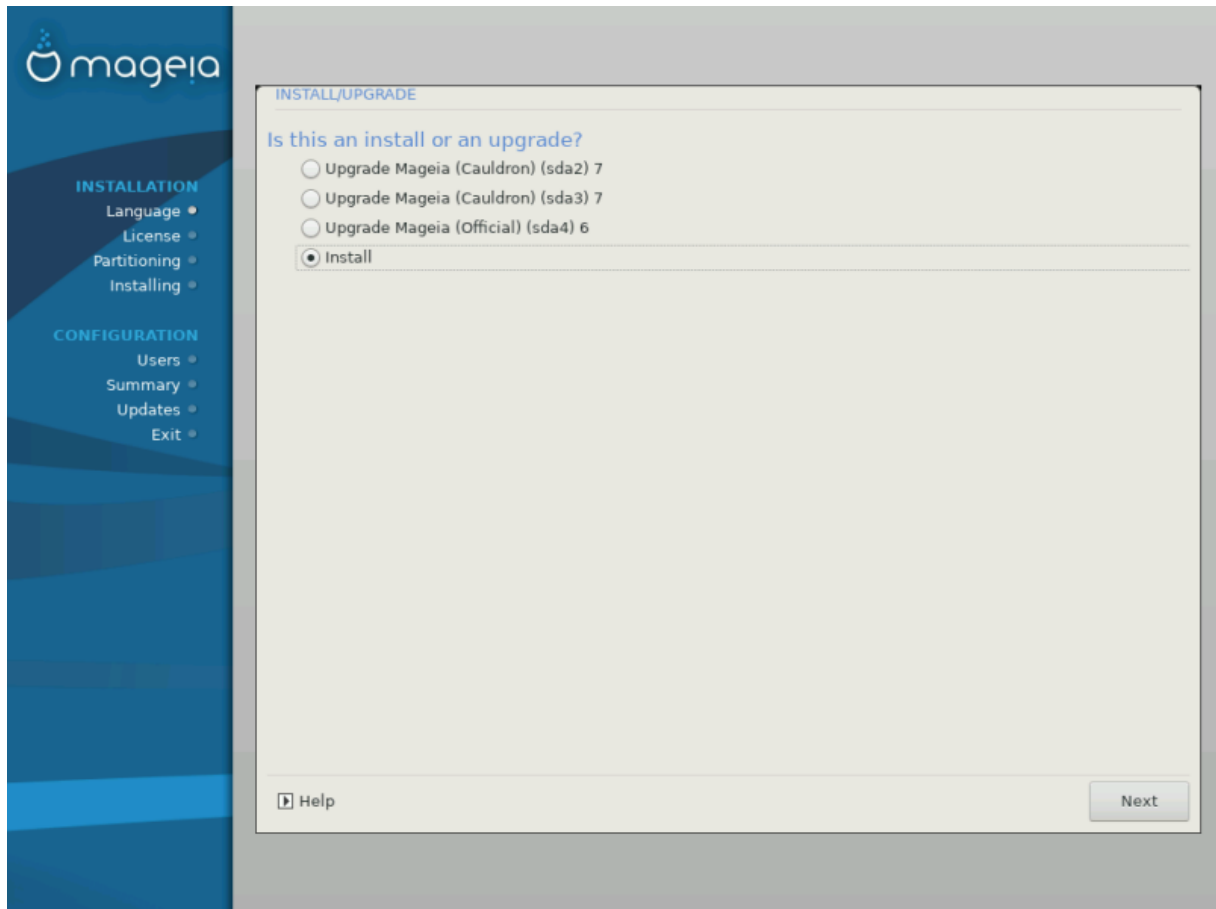 mageia
INSTALLATION
Language
License
Partitioning
Installing
CONFIGURATION
Users
Summary
Updates
Exit
INSTALL/UPGRADE
Is this an install or an upgrade?
Upgrade Mageia (Cauldron) (sda2) 7
Upgrade Mageia (Cauldron) (sda3) 7
Upgrade Mageia (Official) (sda4) 6
Install
Help
Next